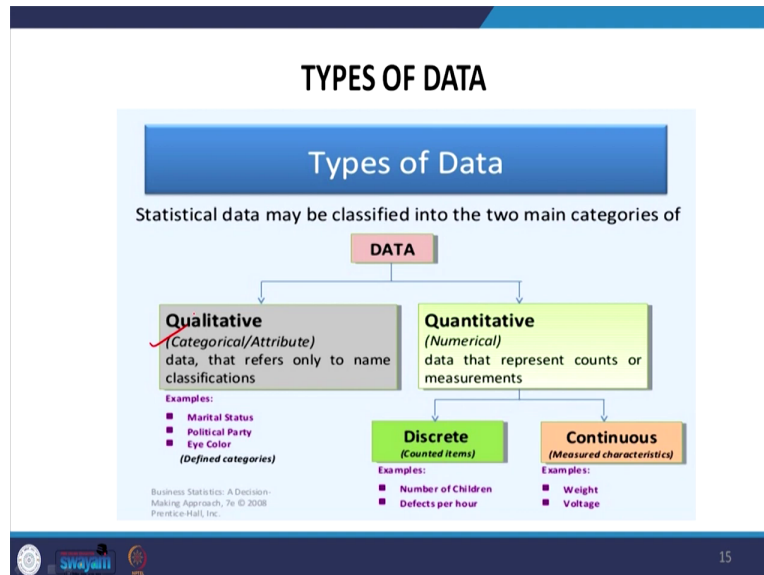 TYPES OF DATA
Types of Data
Statistical data may be classified into the two main categories of
DATA
Qualitative
(Categorical/Attribute)
data, that refers only to name
classifications
Examples:
Marital Status
Political Party
Eye Color
(Defined categories)
Quantitative
(Numerical)
data that represent counts or
measurements
Discrete
(Counted items)
Examples:
Number of Children
Defects per hour
Continuous
(Measured characteristics)
Examples:
Weight
Voltage
Business Statistics: A Decision-
Making Approach, 7e © 2008
Prentice-Hall, Inc.
swayam
15